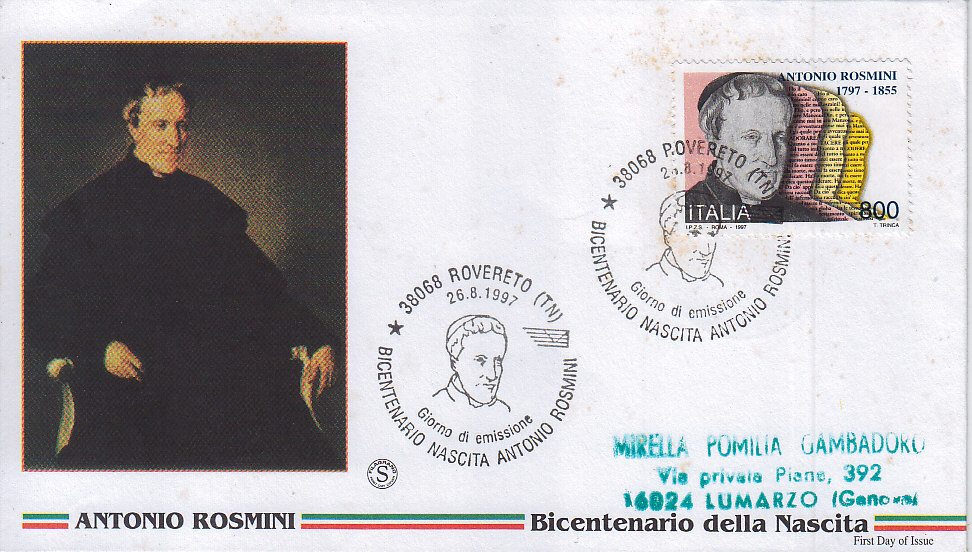 ANTONIO ROSMINI
1797 - 1855
ITALIA
800
I.P.Z.S. - ROMA - 1997
T. TRINCA
★ 38068 ROVERETO (TN)
26.8.1997
Giorno di emissione
BICENTENARIO NASCITA ANTONIO ROSMINI
★ 38068 ROVERETO (TN)
26.8.1997
Giorno di emissione
BICENTENARIO NASCITA ANTONIO ROSMINI
FILAGRANO
S
MIRELLA POMILIA GAMBADORO
Via privata Piane, 392
16024 LUMARZO (Genova)
ANTONIO ROSMINI
Bicentenario della Nascita
First Day of Issue